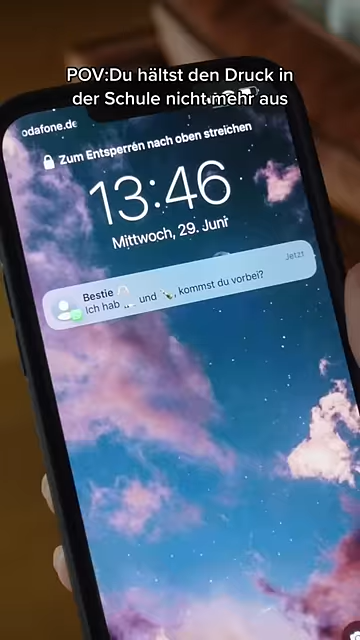 POV:Du hältst den Druck in
der Schule nicht mehr aus
odafone.de
Zum Entsperren nach oben streichen
13:46
Mittwoch, 29. Juni
Jetzt
Bestie
Ich hab und , kommst du vorbei?